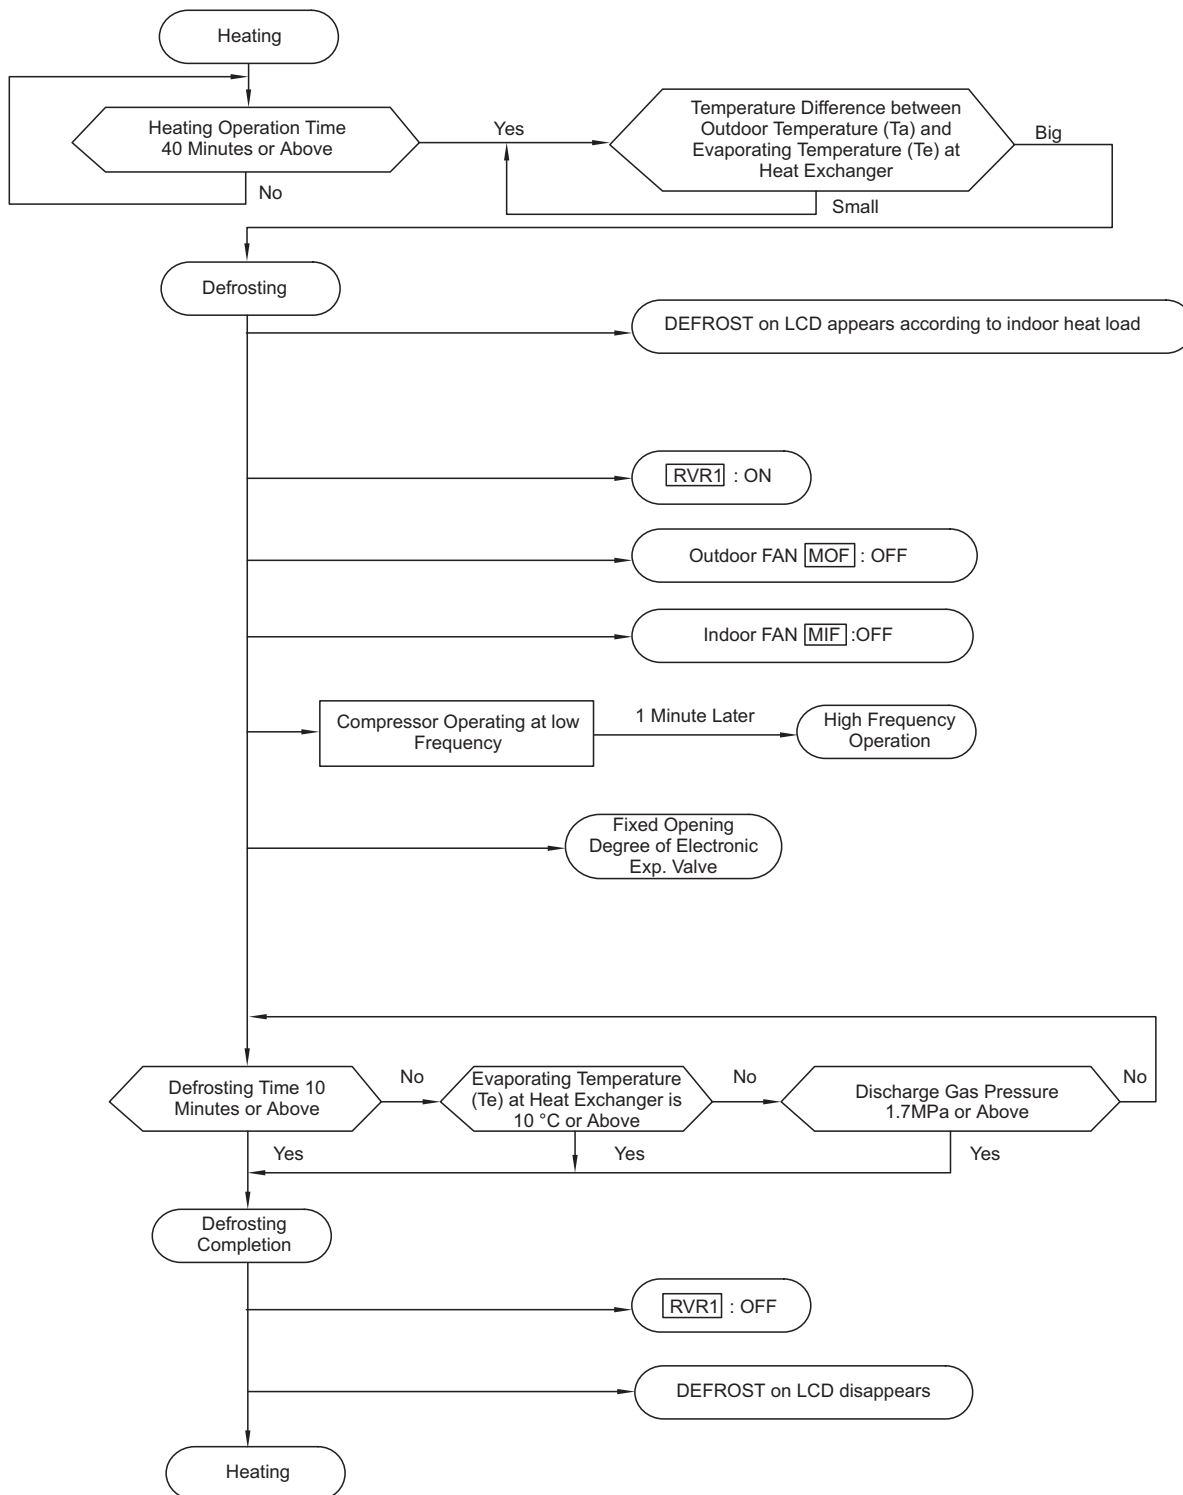 Heating
Heating Operation Time
40 Minutes or Above
Yes
No
Temperature Difference between
Outdoor Temperature (Ta) and
Evaporating Temperature (Te) at
Heat Exchanger
Big
Small
Defrosting
DEFROST on LCD appears according to indoor heat load
RVR1 : ON
Outdoor FAN MOF : OFF
Indoor FAN MIF :OFF
Compressor Operating at low
Frequency
1 Minute Later
High Frequency
Operation
Fixed Opening
Degree of Electronic
Exp. Valve
Defrosting Time 10
Minutes or Above
No
Evaporating Temperature
(Te) at Heat Exchanger is
10 °C or Above
No
Discharge Gas Pressure
1.7MPa or Above
No
Yes
Yes
Yes
Defrosting
Completion
RVR1 : OFF
DEFROST on LCD disappears
Heating